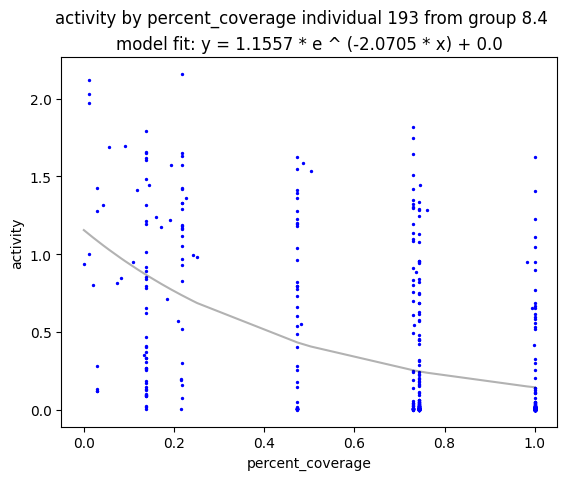 activity by percent_coverage individual 193 from group 8.4
model fit: y = 1.1557 * e ^ (-2.0705 * x) + 0.0
2.0
1.5
1.0
0.5
0.0
activity
0.0 0.2 0.4 0.6 0.8 1.0
percent_coverage